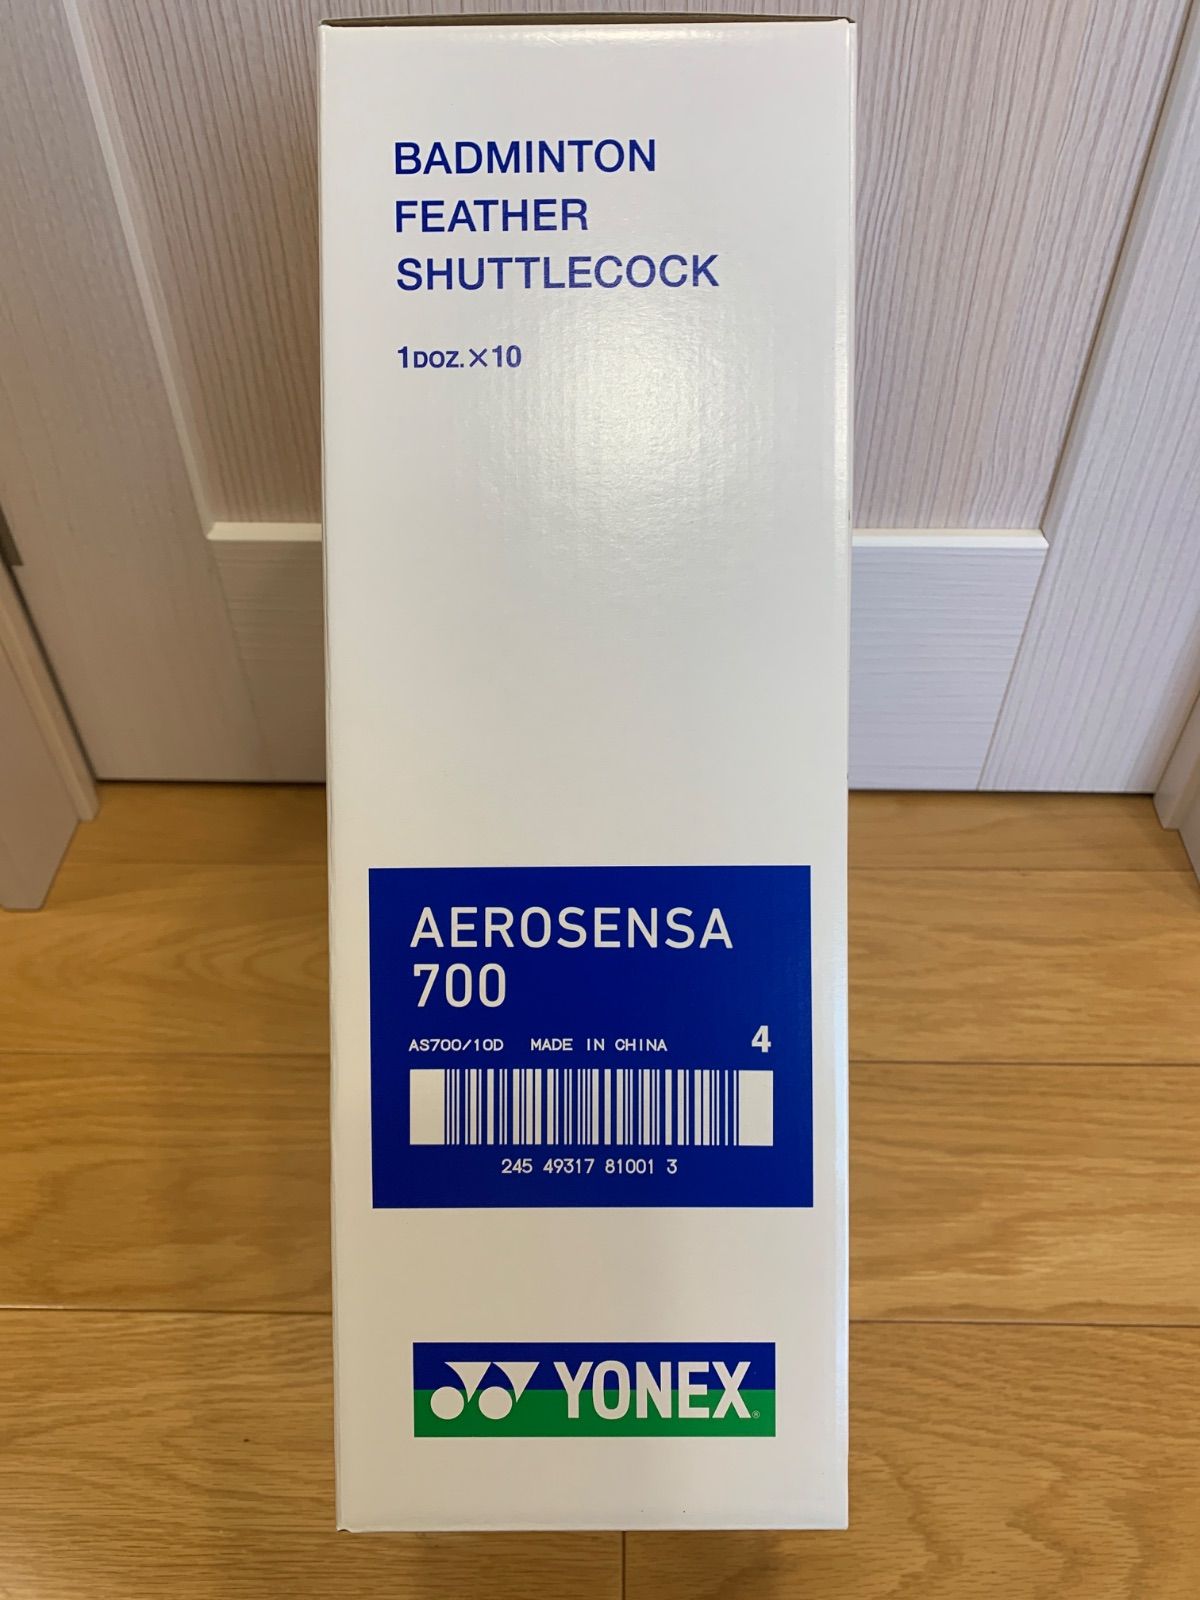 BADMINTON
FEATHER
SHUTTLECOCK
1DOZ.×10
AEROSENSA
700
AS700/10D MADE IN CHINA 4
245 49317 81001 3
YONEX®